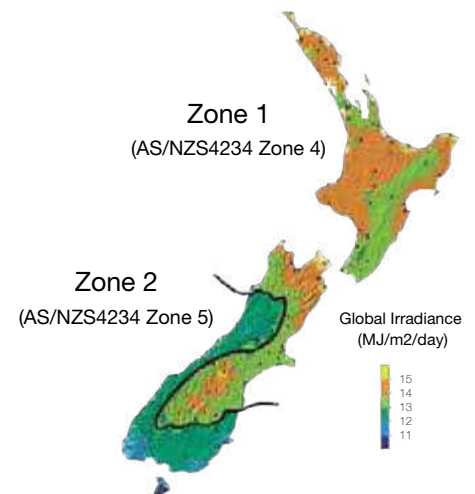 Zone 1
(AS/NZS4234 Zone 4)
Zone 2
(AS/NZS4234 Zone 5)
Global Irradiance
(MJ/m2/day)
15
14
13
12
11